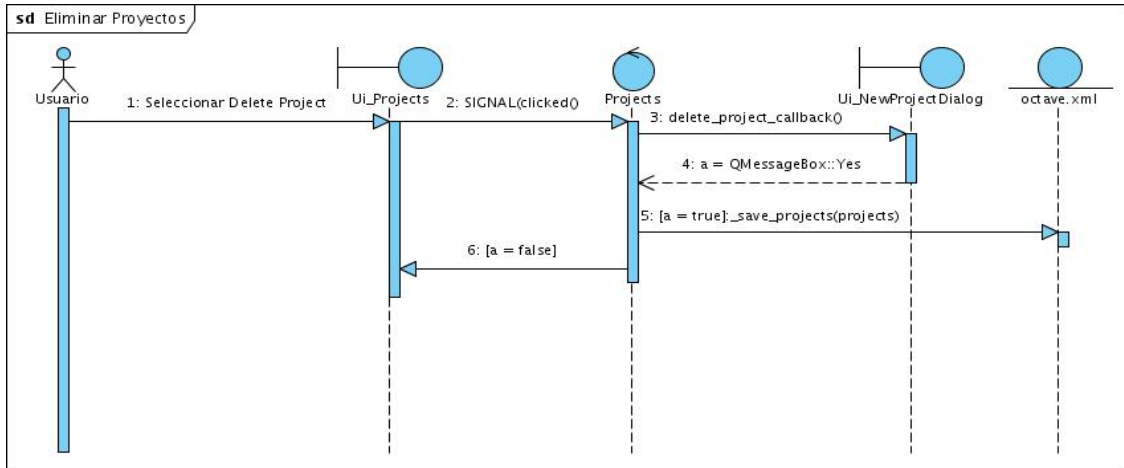 sd Eliminar Proyectos
Usuario
Ui_Projects
Projects
Ui_NewProjectDialog
octave.xml
1: Seleccionar Delete Project
2: SIGNAL(clicked()
3: delete_project_callback()
4: a = QMessageBox::Yes
5: [a = true]:_save_projects(projects)
6: [a = false]